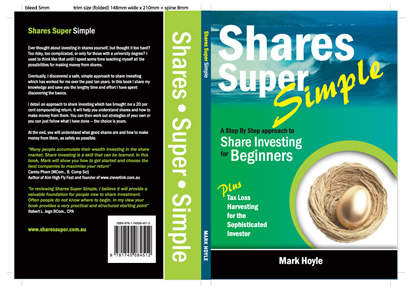 bleed 5mm
trim size (folded) 148mm wide x 210mm + spine 8mm
Shares Super Simple
Ever thought about investing in shares yourself, but thought it too hard?
Too risky, too complicated, or only for those with a university degree? I
used to think like that until I spent some time teaching myself all the
possibilities for making money from shares.
Eventually, I discovered a safe, simple approach to share investing
which has worked for me over the past ten years. In this book I share my
knowledge and save you the lengthy time and effort I have spent
discovering the basics.
I detail an approach to share investing which has brought me a 20 per
cent compounding return. It will help you understand shares and how to
make money from them. You can then work out strategies of your own or
you can just follow what I have done – the choice is yours.
At the end, you will understand what good shares are and how to make
money from them, as safely as possible.
"Many people accumulate their wealth investing in the share
market. Share investing is a skill that can be learned. In this
book, Mark will show you how to get started and choose the
best companies to maximise your return"
Author of Aim High Fly Fast and founder of www.clevetink.com.au
"In reviewing Shares Super Simple, I believe it will provide a
valuable foundation for people new to share investment.
Often people do not know where to begin. In my view your
book provides a very practical and structured starting point"
Robert L. Jago BCom., CPA
www.sharessuper.com.au
Shares • Super • Simple
Shares Super Simple
MARK HOYLE
Shares
Super
Simple
A Step By Step approach to
Share Investing
for Beginners
Plus
Tax Loss
Harvesting
for the
Sophisticated
Investor
Mark Hoyle